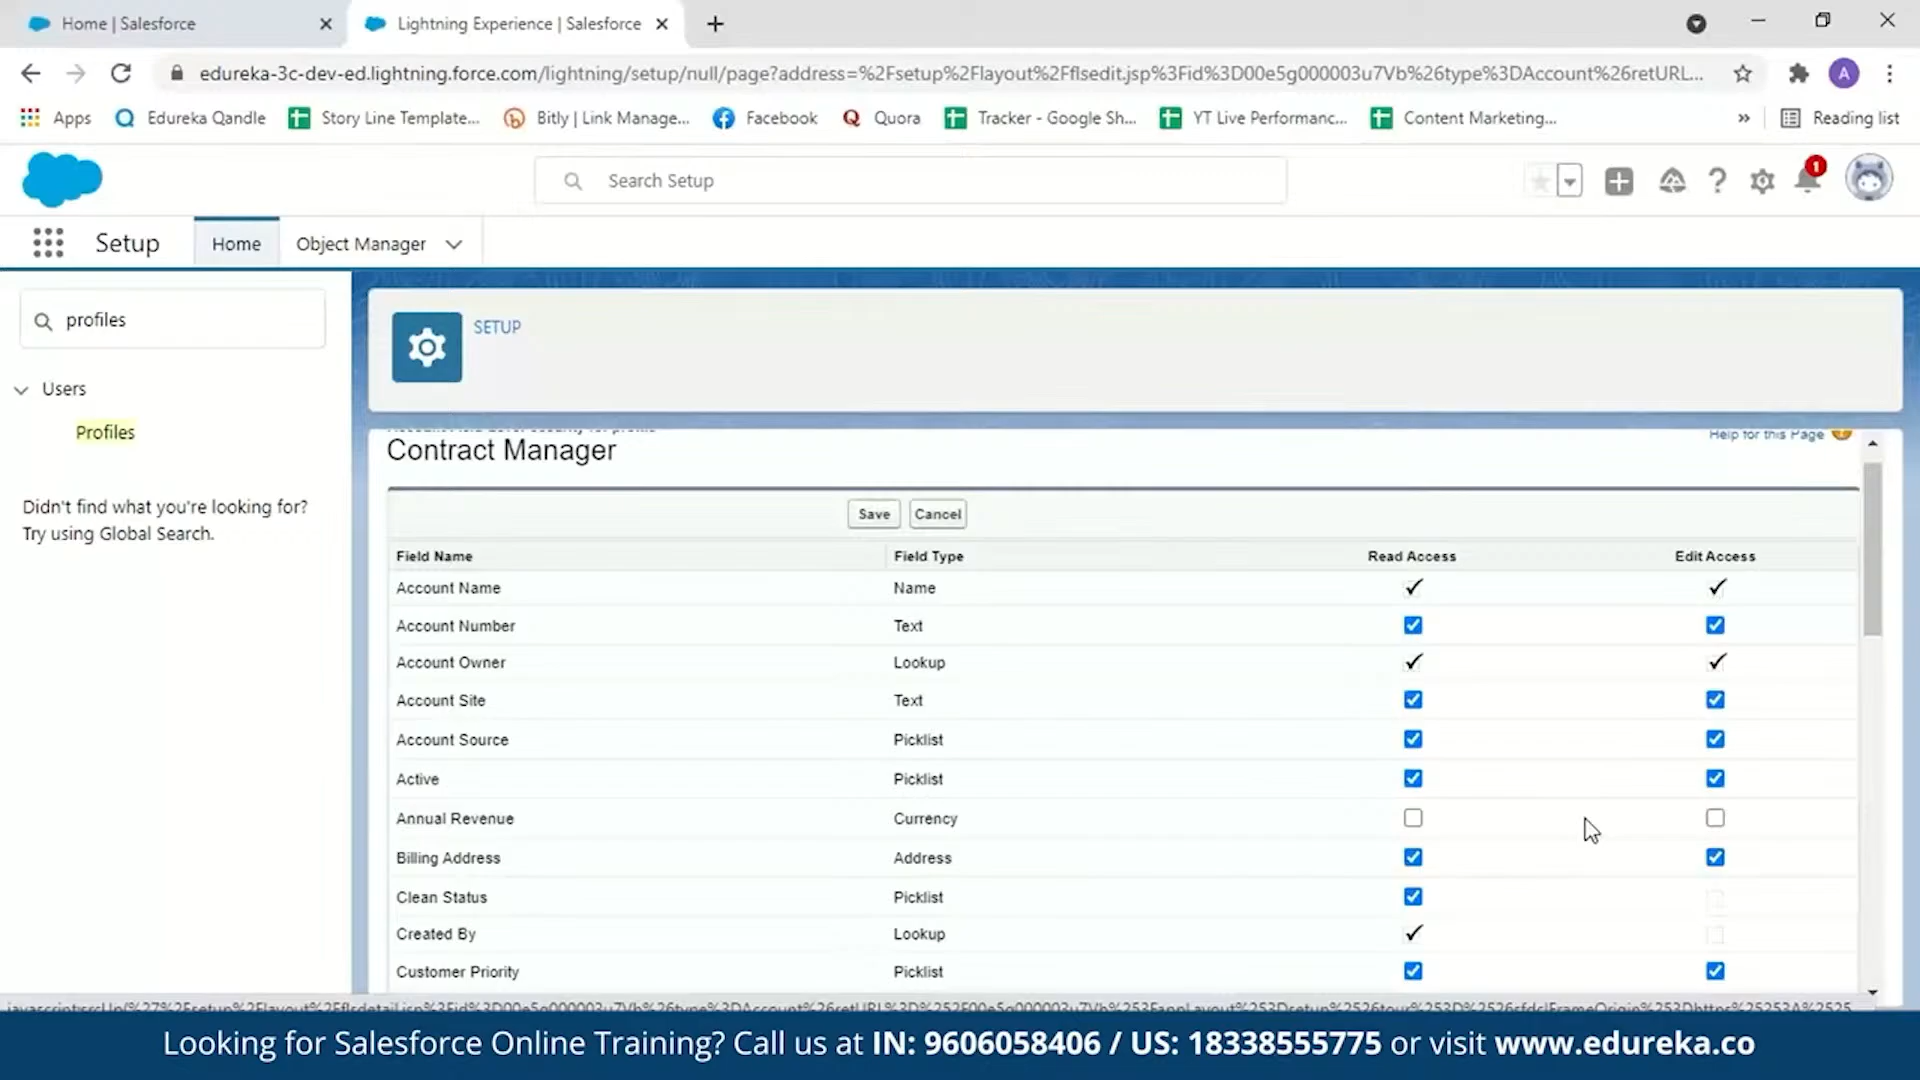 Home | Salesforce
Lightning Experience | Salesforce
edureka-3c-dev-ed.lightning.force.com/lightning/setup/null/page?address=%2Fsetup%2Flayout%2Fflsedit.jsp%3Fid%3D00e5g000003u7Vb%26type%3DAccount%26retURL...
A
Apps
Edureka Qandle
Story Line Template...
Bitly | Link Manage...
Facebook
Quora
Tracker - Google Sh...
YT Live Performanc...
Content Marketing...
»
Reading list
Search Setup
1
Setup
Home
Object Manager
profiles
Users
Profiles
Didn't find what you're looking for?
Try using Global Search.
SETUP
Contract Manager
Help for this Page
Save Cancel
Field Name Field Type Read Access Edit Access
Account Name Name
Account Number Text
Account Owner Lookup
Account Site Text
Account Source Picklist
Active Picklist
Annual Revenue Currency
Billing Address Address
Clean Status Picklist
Created By Lookup
Customer Priority Picklist
Looking for Salesforce Online Training? Call us at IN: 9606058406 / US: 18338555775 or visit www.edureka.co